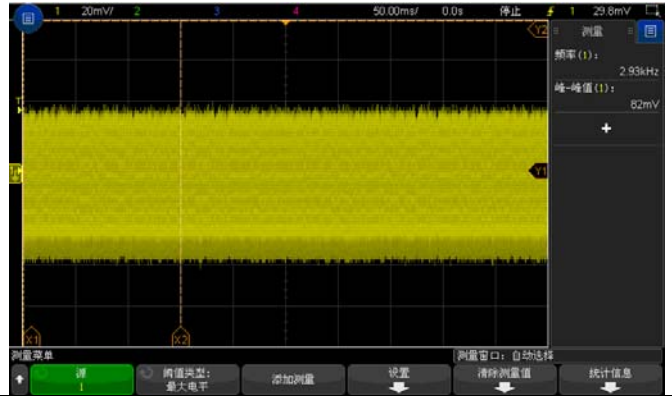 1 20mV/ 2 3 4 50.00ms/ 0.0s 停止 1 29.8mV
Y2
测量
频率(1):
2.93kHz
峰-峰值(1):
82mV
+
T
Y1
X1 X2
测量菜单 测量窗口: 自动选择
源
1
阈值类型:
最大电平
添加测量
设置
清除测量值
统计信息